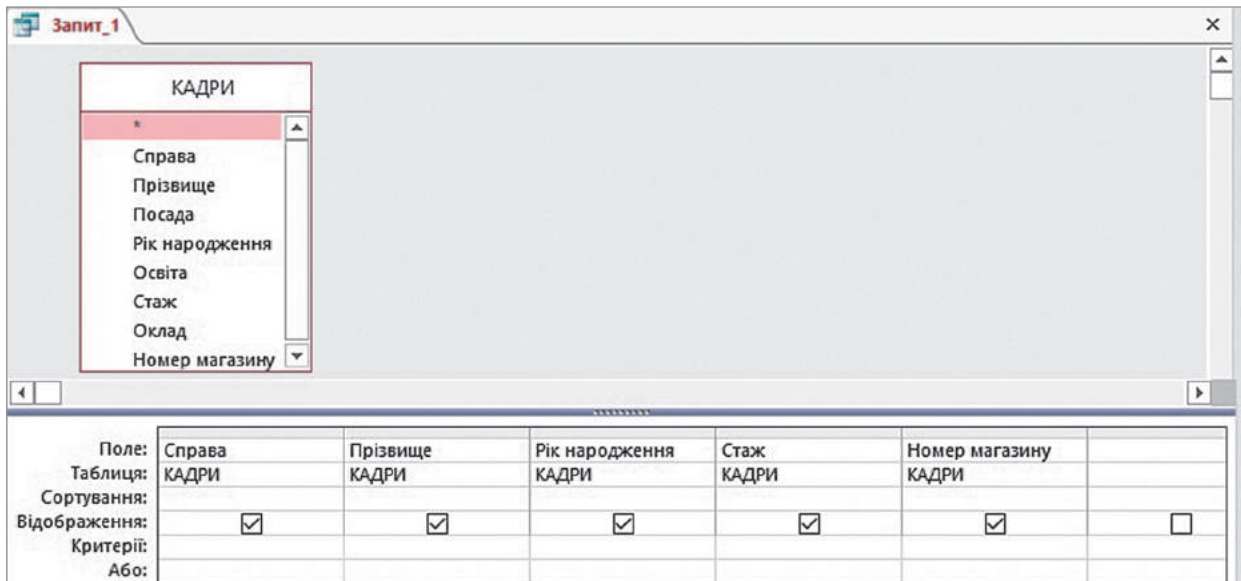 Запит_1
КАДРИ
*
Справа
Прізвище
Посада
Рік народження
Освіта
Стаж
Оклад
Номер магазину
Поле: Справа Прізвище Рік народження Стаж Номер магазину
Таблиця: КАДРИ КАДРИ КАДРИ КАДРИ КАДРИ
Сортування:
Відображення:
Критерії:
Або: